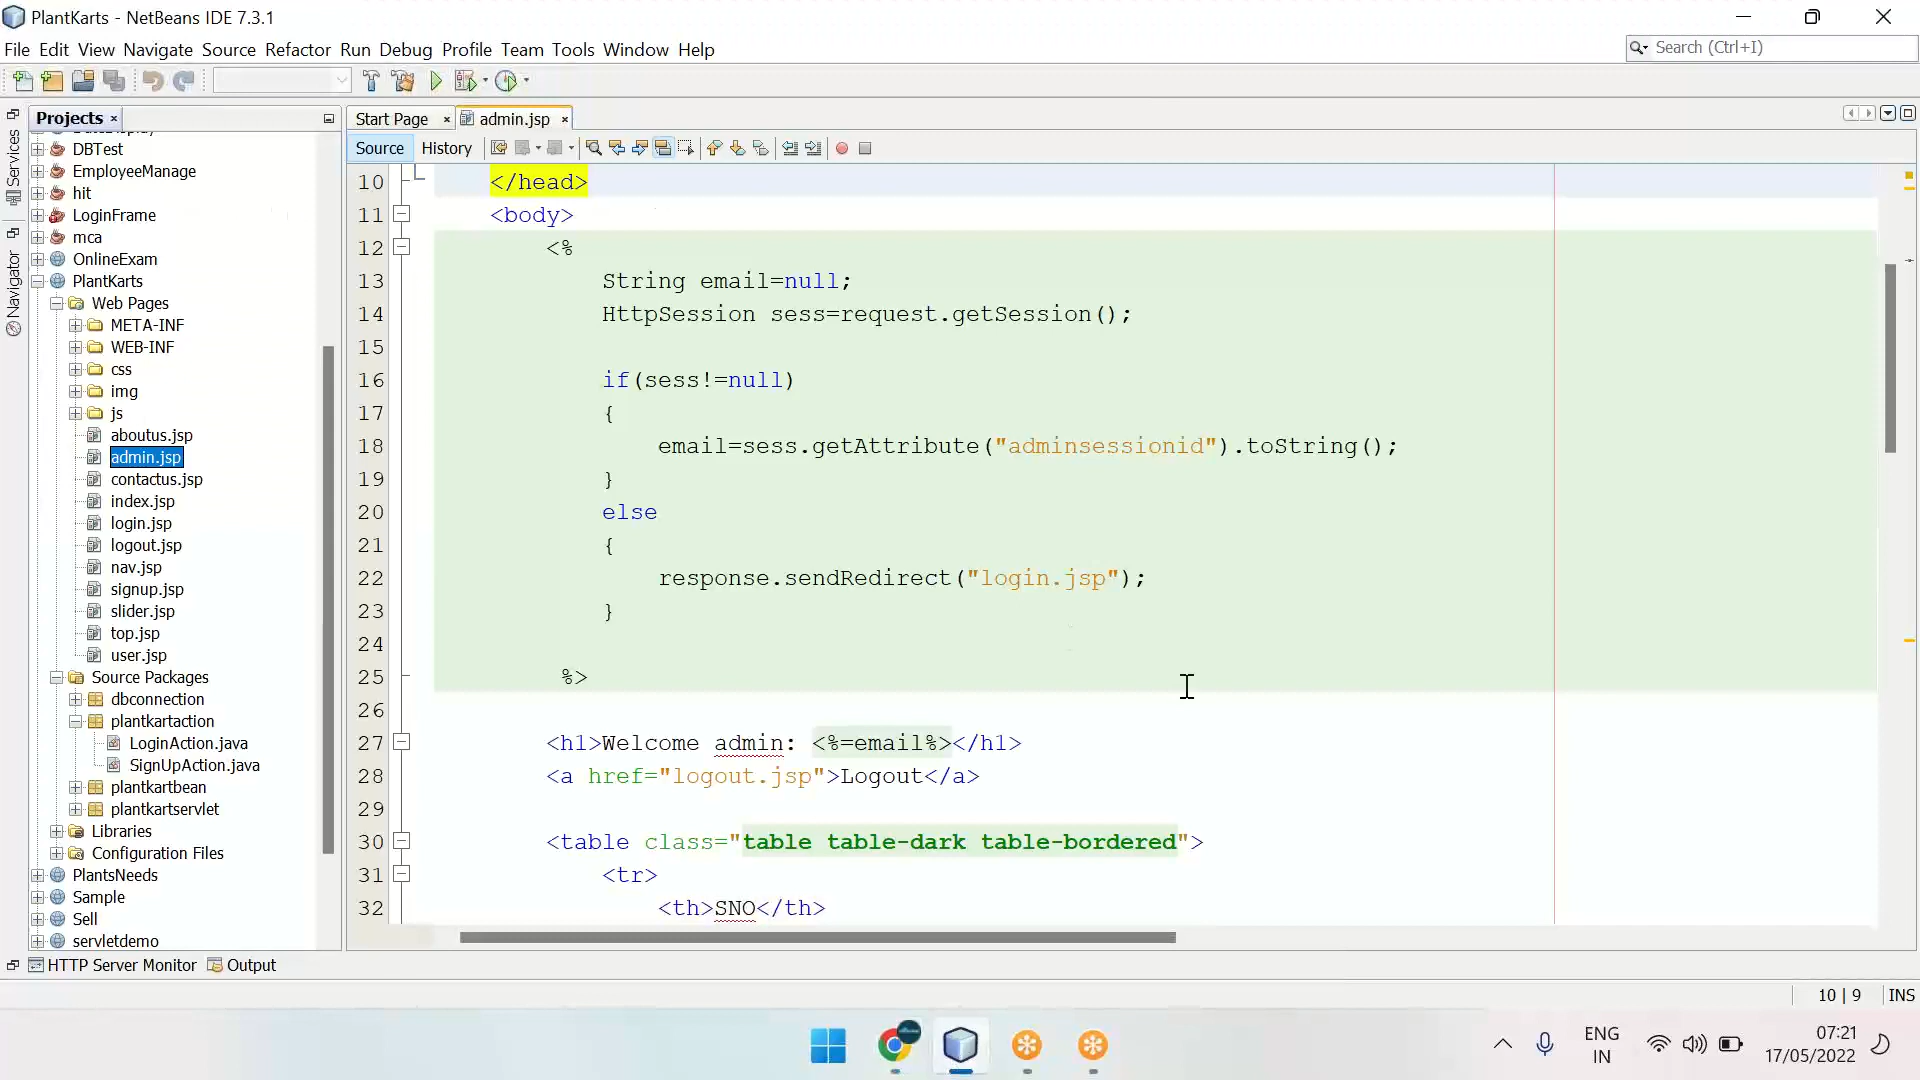 PlantKarts - NetBeans IDE 7.3.1
File Edit View Navigate Source Refactor Run Debug Profile Team Tools Window Help
Search (Ctrl+I)
Projects
Start Page
admin.jsp
Source
History
Services
Navigator
DBTest
EmployeeManage
hit
LoginFrame
mca
OnlineExam
PlantKarts
Web Pages
META-INF
WEB-INF
css
img
js
aboutus.jsp
admin.jsp
contactus.jsp
index.jsp
login.jsp
logout.jsp
nav.jsp
signup.jsp
slider.jsp
top.jsp
user.jsp
Source Packages
dbconnection
plantkartaction
LoginAction.java
SignUpAction.java
plantkartbean
plantkartservlet
Libraries
Configuration Files
PlantsNeeds
Sample
Sell
servletdemo
10 </head>
11 <body>
12 <%
13 String email=null;
14 HttpSession sess=request.getSession();
15
16 if(sess!=null)
17 {
18 email=sess.getAttribute("adminsessionid").toString();
19 }
20 else
21 {
22 response.sendRedirect("login.jsp");
23 }
24
25 %>
26
27 <h1>Welcome admin: <%=email%></h1>
28 <a href="logout.jsp">Logout</a>
29
30 <table class="table table-dark table-bordered">
31 <tr>
32 <th>SNO</th>
HTTP Server Monitor
Output
10 | 9
INS
ENG
IN
07:21
17/05/2022